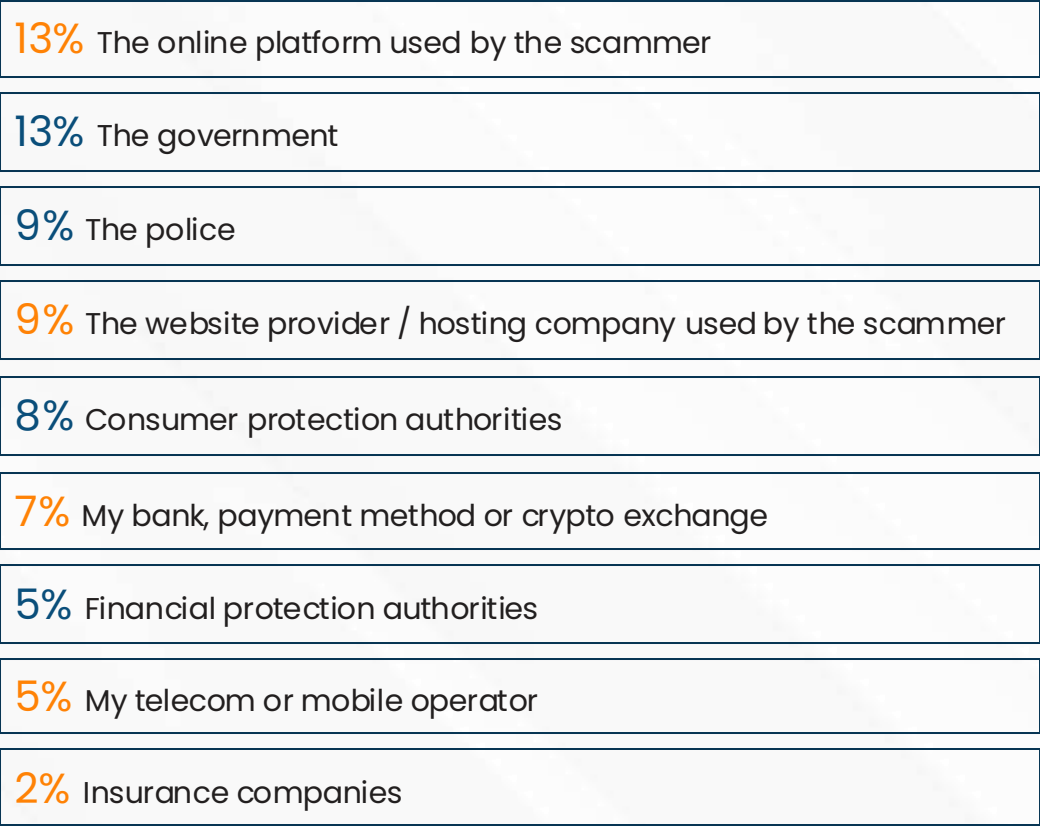 13% The online platform used by the scammer
13% The government
9% The police
9% The website provider / hosting company used by the scammer
8% Consumer protection authorities
7% My bank, payment method or crypto exchange
5% Financial protection authorities
5% My telecom or mobile operator
2% Insurance companies